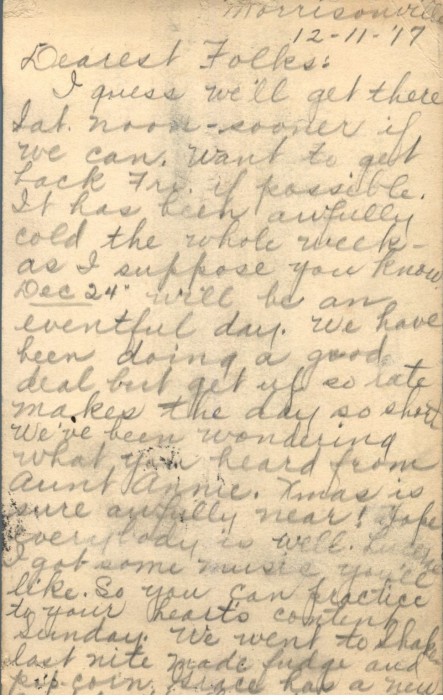 Morrisonvi
12-11-'17
Dearest Folks:
I guess we'll get there
Sat. noon - sooner if
we can. Want to get
back Fri. if possible.
It has been awfully
cold the whole week -
as I suppose you know
Dec 24" will be an
eventful day. We have
been doing a good
deal but get up so late
makes the day so short
We've been wondering
what you heard from
Aunt Annie. Xmas is
sure awfully near! Hope
everybody is well.
I got some music you'll
like. So you can practice
to your heart's content
Sunday. We went to
last nite made fudge and
pop-corn. has a new